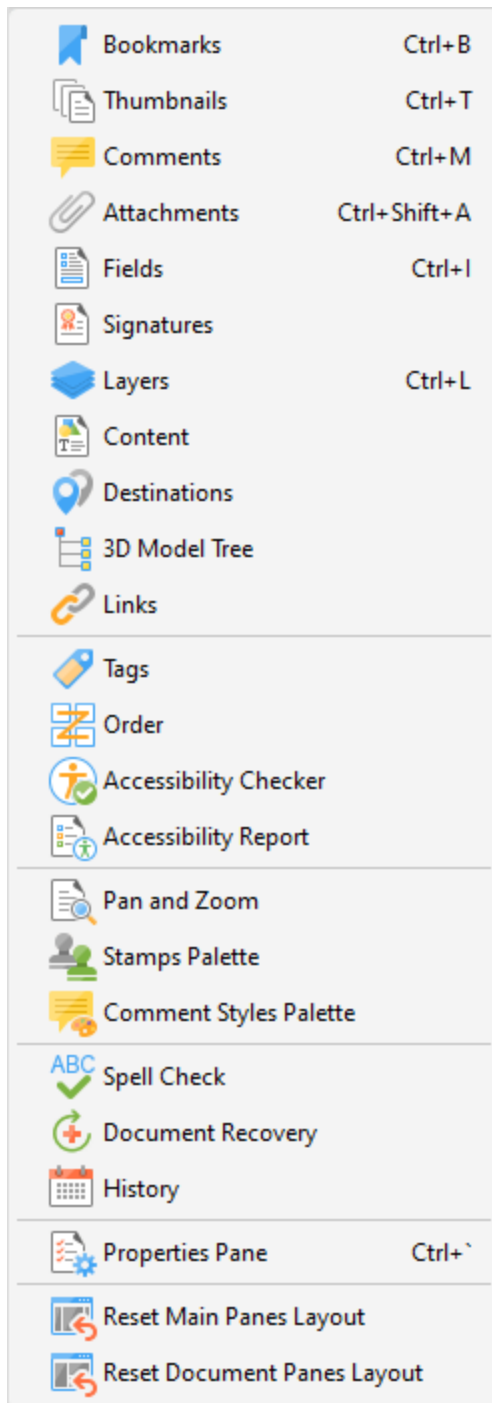 Bookmarks Ctrl+B
Thumbnails Ctrl+T
Comments Ctrl+M
Attachments Ctrl+Shift+A
Fields Ctrl+I
Signatures
Layers Ctrl+L
Content
Destinations
3D Model Tree
Links
Tags
Order
Accessibility Checker
Accessibility Report
Pan and Zoom
Stamps Palette
Comment Styles Palette
ABC Spell Check
Document Recovery
History
Properties Pane Ctrl+`
Reset Main Panes Layout
Reset Document Panes Layout